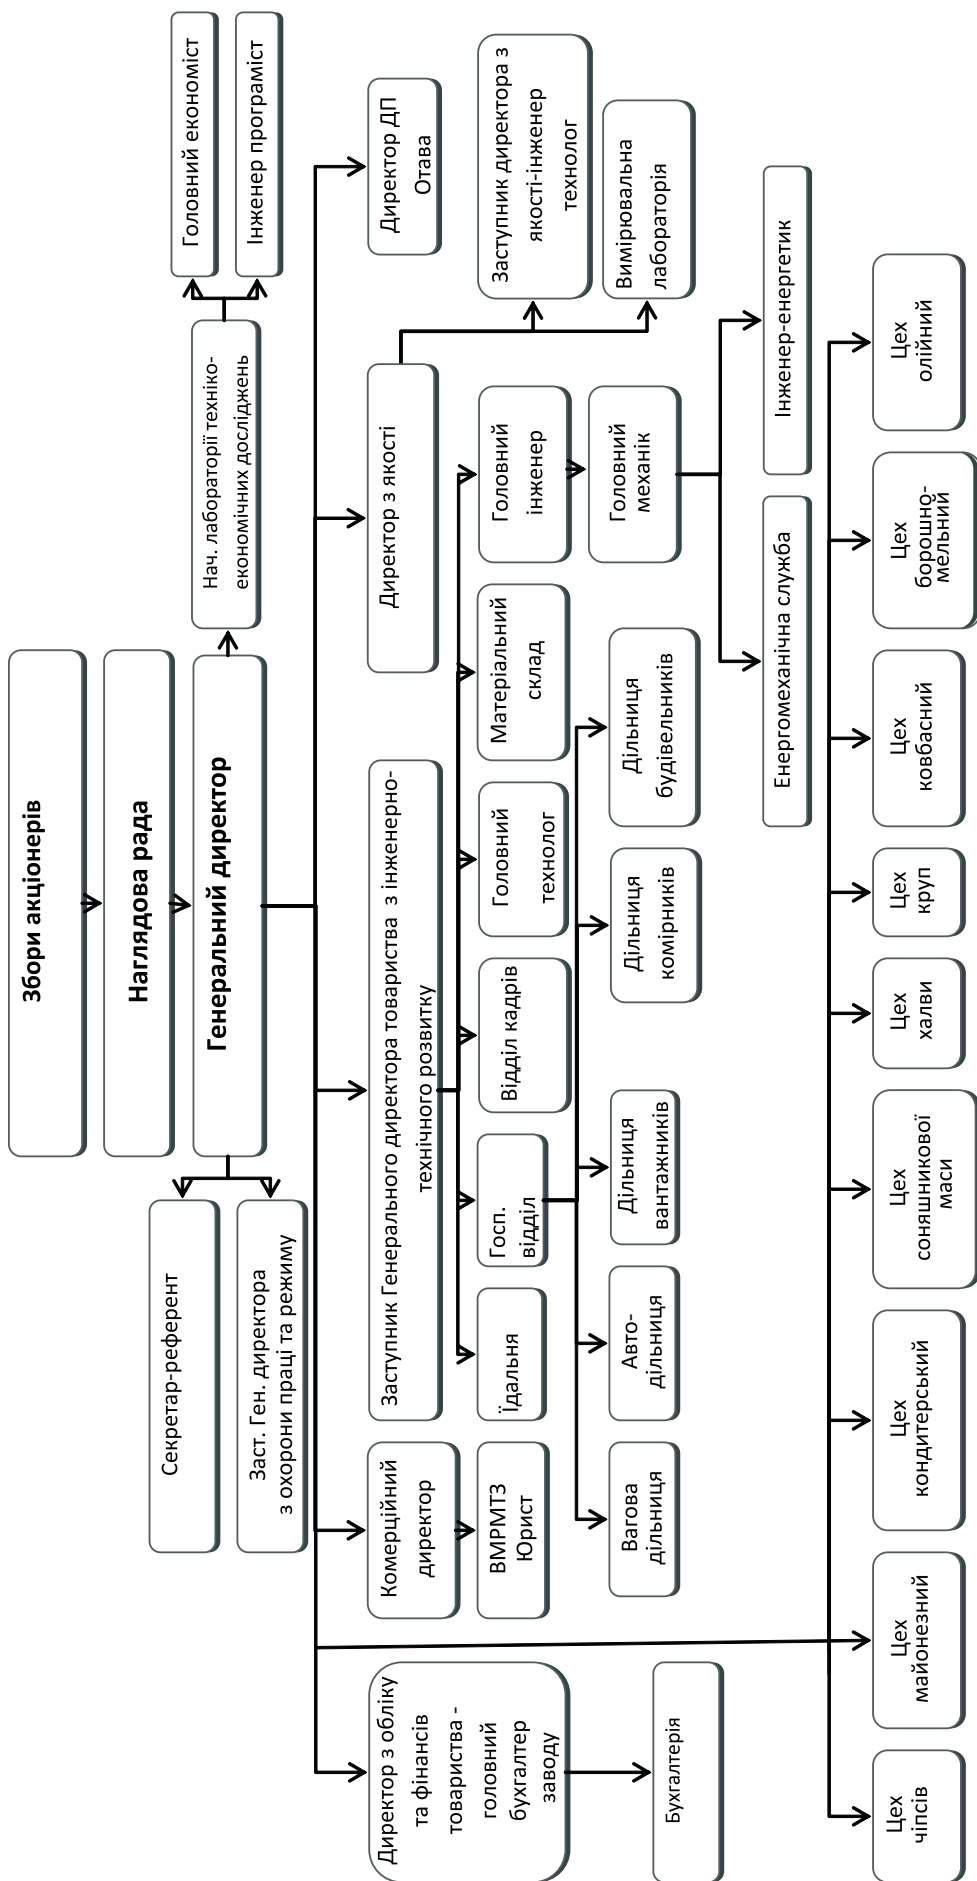 Збори акціонерів
Наглядова рада
Генеральний директор
Секретар-референт
Заст. Ген. директора
з охорони праці та режиму
Нач. лабораторії техніко-
економічних досліджень
Головний економіст
Інженер програміст
Директор з обліку
та фінансів
товариства -
головний
бухгалтер
заводу
Комерційний
директор
Заступник Генерального директора товариства з інженерно-
технічного розвитку
Директор з якості
Директор ДП
Отава
ВМРМТЗ
Юрист
Їдальня
Госп.
відділ
Відділ кадрів
Головний
технолог
Матеріальний
склад
Головний
інженер
Заступник директора з
якості-інженер
технолог
Вимірювальна
лабораторія
Головний
механік
Бухгалтерія
Вагова
дільниця
Авто-
дільниця
Дільниця
вантажників
Дільниця
комірників
Дільниця
будівельників
Енергомеханічна служба
Інженер-енергетик
Цех
чіпсів
Цех
майонезний
Цех
кондитерський
Цех
соняшникової
маси
Цех
халви
Цех
круп
Цех
ковбасний
Цех
борошно-
мельний
Цех
олійний